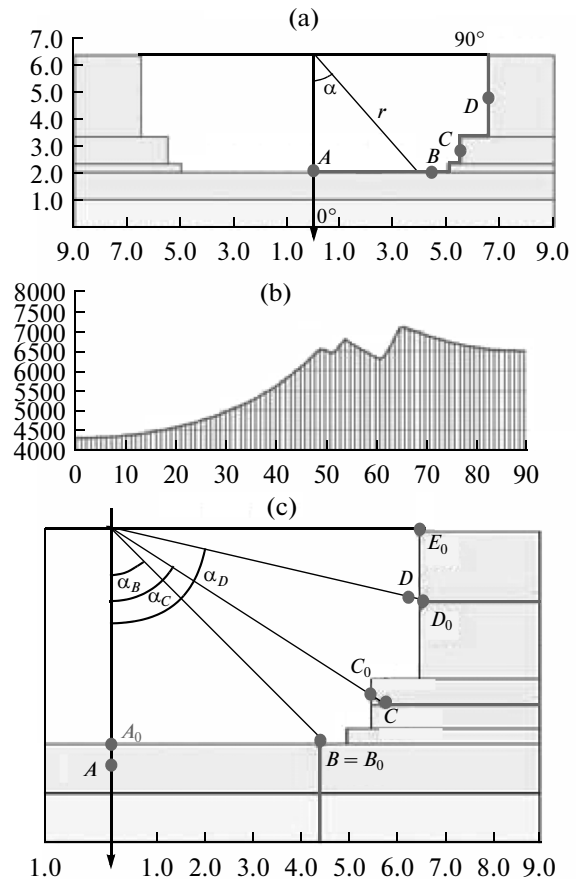 (a)
7.0
90°
6.0
α
5.0
r
D
4.0
3.0
C
A
B
2.0
1.0
0°
9.0 7.0 5.0 3.0 1.0 1.0 3.0 5.0 7.0 9.0
(b)
8000
7500
7000
6500
6000
5500
5000
4500
4000
0 10 20 30 40 50 60 70 80 90
(c)
E₀
αB
αC
αD
D
D₀
C₀
C
A₀
A
B = B₀
1.0 1.0 2.0 3.0 4.0 5.0 6.0 7.0 8.0 9.0